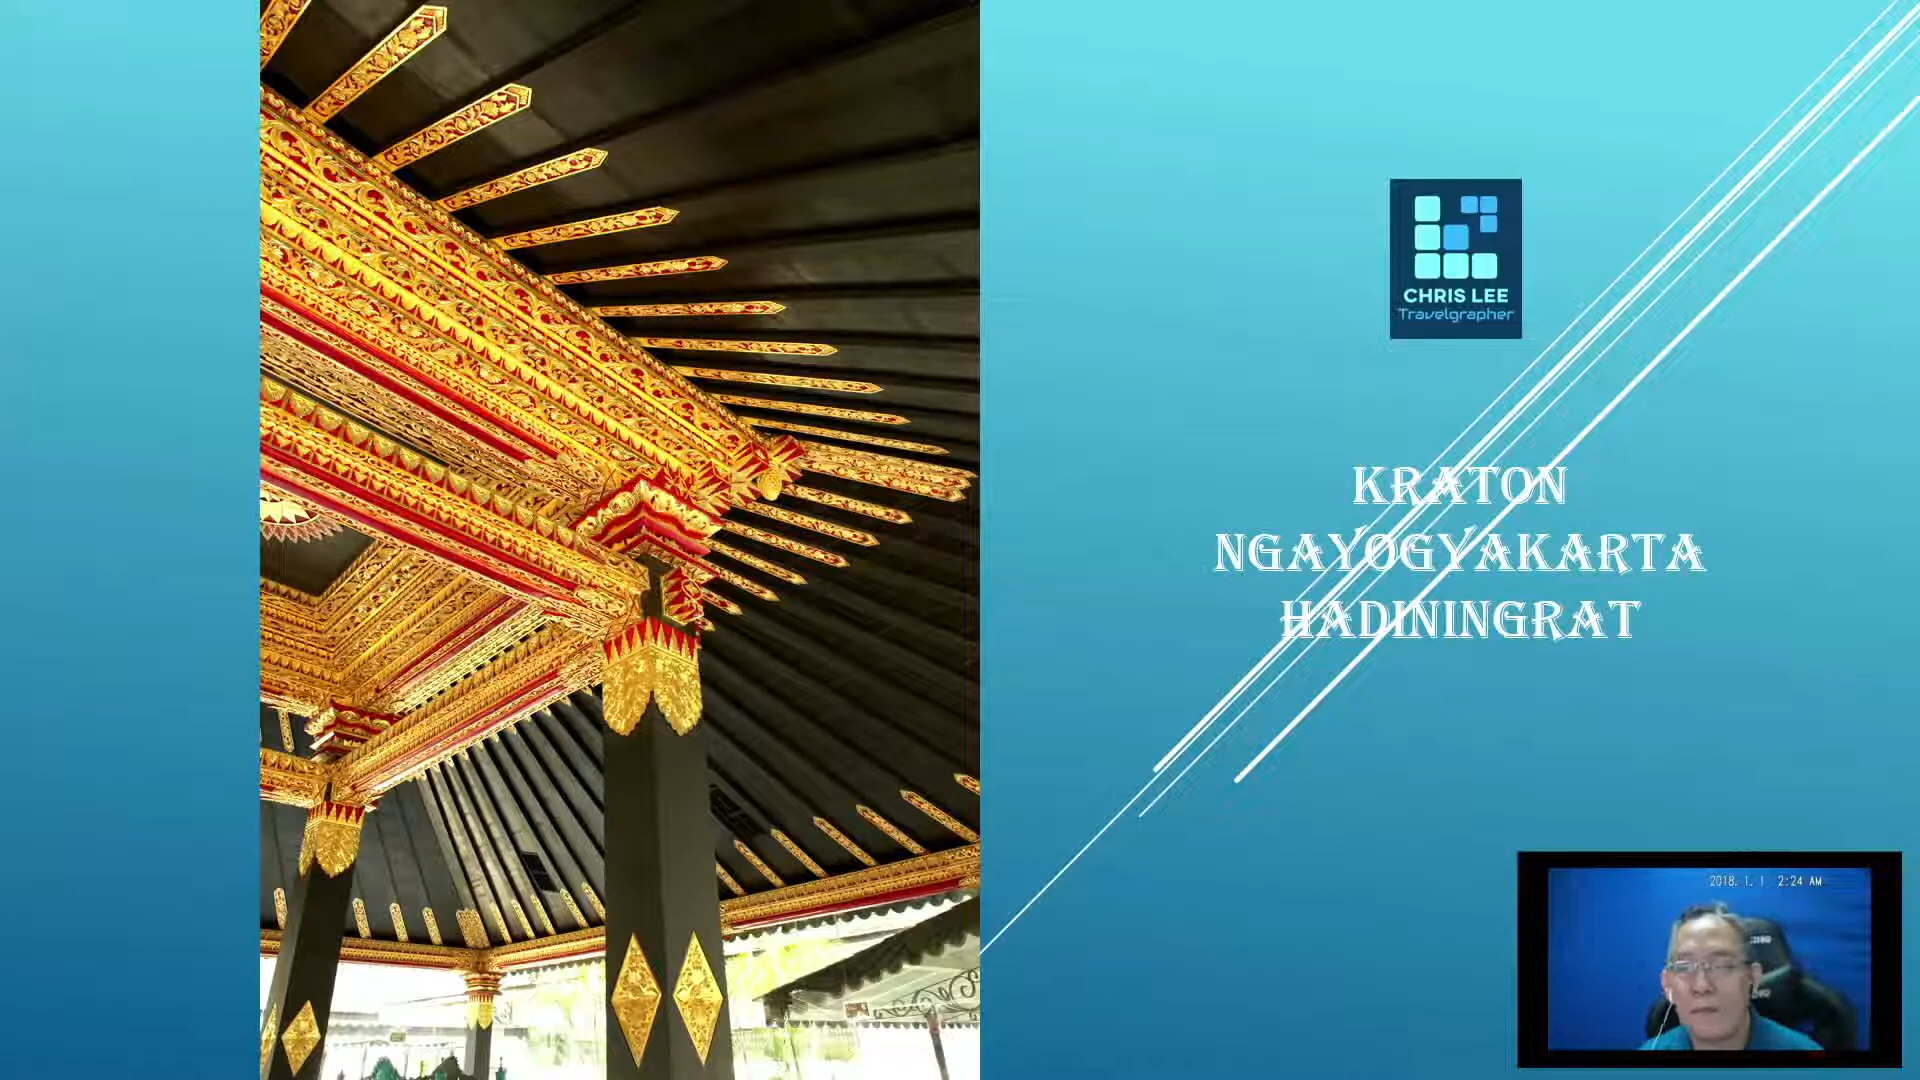 CHRIS LEE
Travelgrapher
KRATON
NGAYOGYAKARTA
HADININGRAT
2018. 1. 1 2:24 AM